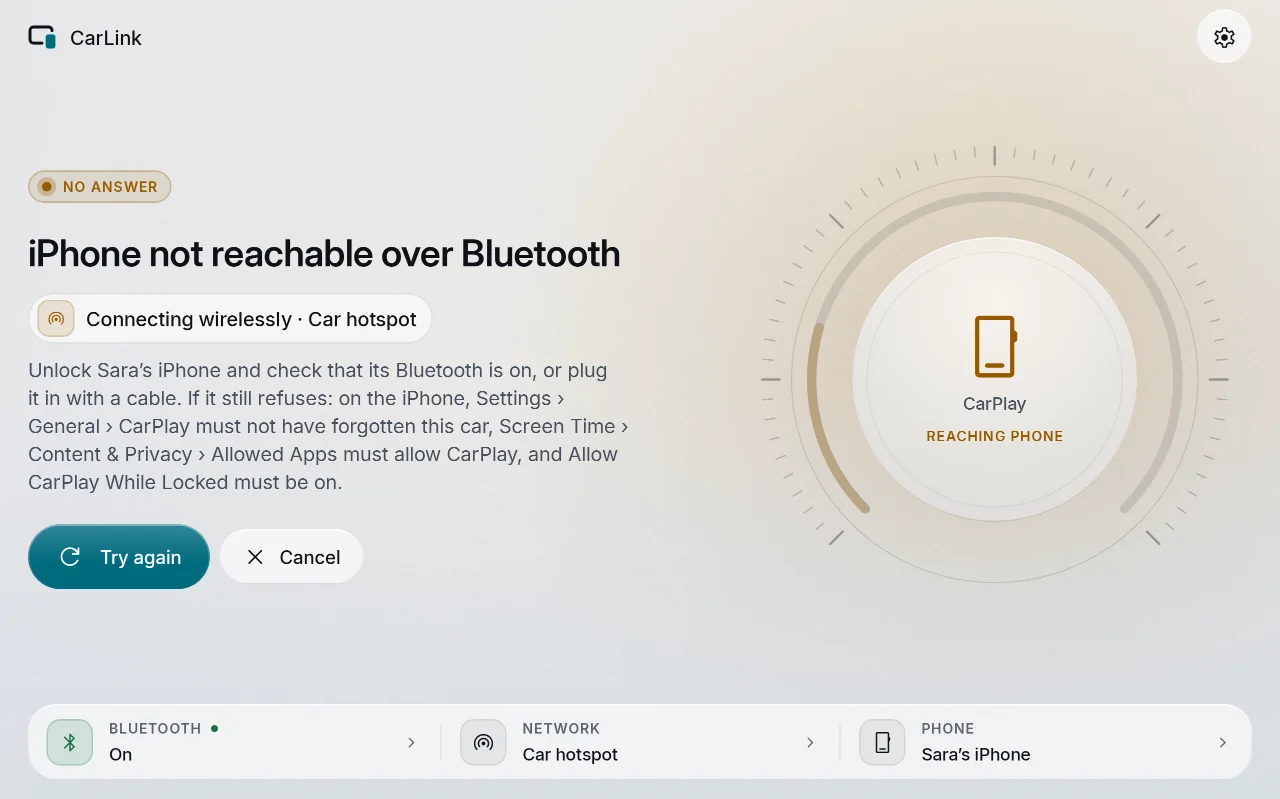 CarLink
NO ANSWER
iPhone not reachable over Bluetooth
Connecting wirelessly · Car hotspot
Unlock Sara’s iPhone and check that its Bluetooth is on, or plug
it in with a cable. If it still refuses: on the iPhone, Settings ›
General › CarPlay must not have forgotten this car, Screen Time ›
Content & Privacy › Allowed Apps must allow CarPlay, and Allow
CarPlay While Locked must be on.
Try again
Cancel
CarPlay
REACHING PHONE
BLUETOOTH
On
NETWORK
Car hotspot
PHONE
Sara’s iPhone